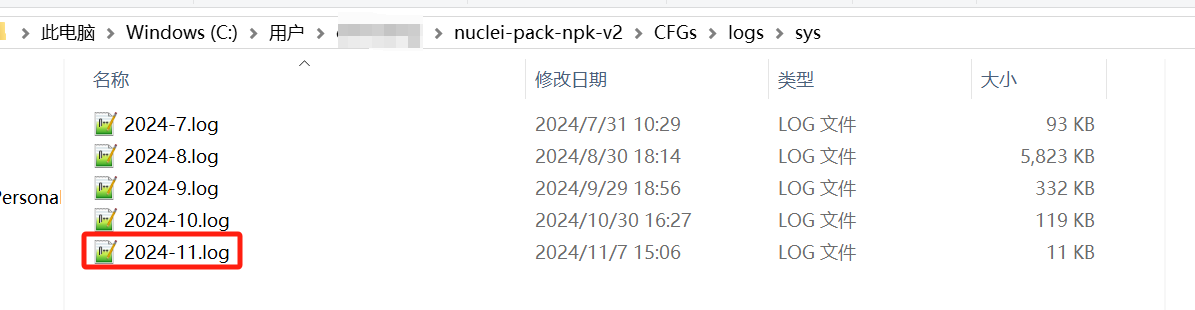 此电脑 > Windows (C:) > 用户 > > nuclei-pack-npk-v2 > CFGs > logs > sys
名称 修改日期 类型 大小
2024-7.log 2024/7/31 10:29 LOG 文件 93 KB
2024-8.log 2024/8/30 18:14 LOG 文件 5,823 KB
2024-9.log 2024/9/29 18:56 LOG 文件 332 KB
Personal
2024-10.log 2024/10/30 16:27 LOG 文件 119 KB
2024-11.log 2024/11/7 15:06 LOG 文件 11 KB